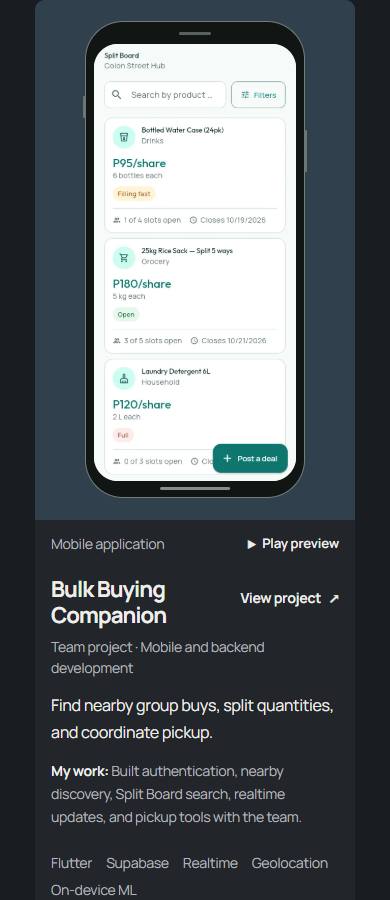 Split Board
Colon Street Hub
Search by product ...
Filters
Bottled Water Case (24pk)
Drinks
P95/share
6 bottles each
Filling fast
1 of 4 slots open
Closes 10/19/2026
25kg Rice Sack — Split 5 ways
Grocery
P180/share
5 kg each
Open
3 of 5 slots open
Closes 10/21/2026
Laundry Detergent 6L
Household
P120/share
2 L each
Full
0 of 3 slots open
+ Post a deal
Mobile application
▶ Play preview
Bulk Buying
Companion
View project ↗
Team project · Mobile and backend
development
Find nearby group buys, split quantities,
and coordinate pickup.
My work: Built authentication, nearby
discovery, Split Board search, realtime
updates, and pickup tools with the team.
Flutter Supabase Realtime Geolocation
On-device ML